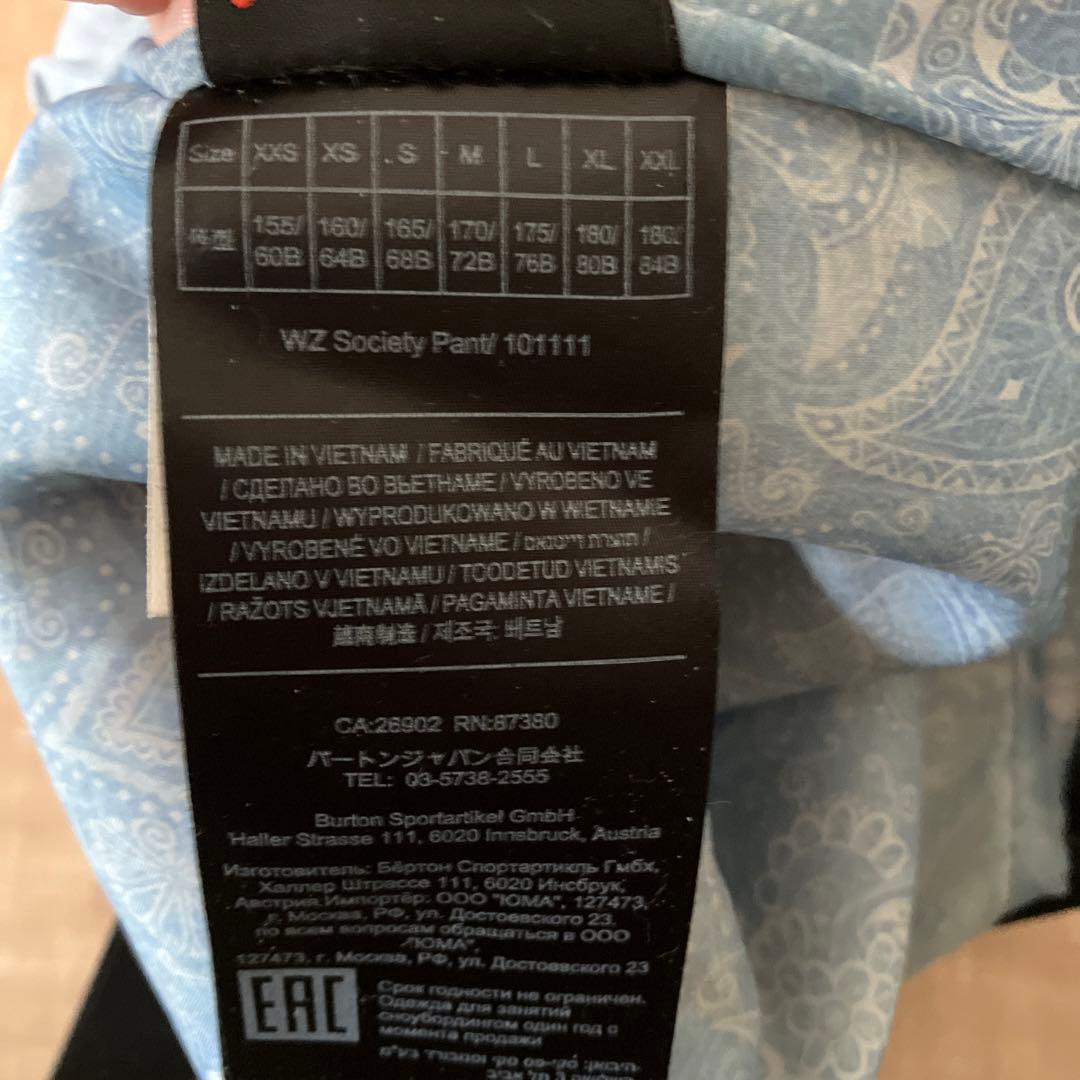 Size XXS XS S M L XL XXL
155/ 160/ 165/ 170/ 175/ 180/ 180/
60B 64B 68B 72B 76B 80B 84B
WZ Society Pant/ 101111
MADE IN VIETNAM / FABRIQUÉ AU VIETNAM
/ СДЕЛАНО ВО ВЬЕТНАМЕ / VYROBENO VE
VIETNAMU / WYPRODUKOWANO W WIETNAMIE
/ VYROBENÉ VO VIETNAME / תוצרת וייטנאם /
IZDELANO V VIETNAMU / TOODETUD VIETNAMIS
/ RAŽOTS VJETNAMĀ / PAGAMINTA VIETNAME /
越南制造 / 제조국: 베트남
CA:26902 RN:87380
バートンジャパン合同会社
TEL: 03-5738-2555
Burton Sportartikel GmbH
Haller Strasse 111, 6020 Innsbruck, Austria
Изготовитель: Бёртон Спортартикль Гмбх,
Халлер Штрассе 111, 6020 Инсбрук,
Австрия.Импортёр: ООО "ЮМА", 127473,
г. Москва, РФ, ул. Достоевского 23.
по всем вопросам обращаться в ООО
"ЮМА"
127473, г. Москва, РФ, ул. Достоевского 23
EAC
Срок годности не ограничен.
Одежда для занятий
сноубордингом один год с
момента продажи